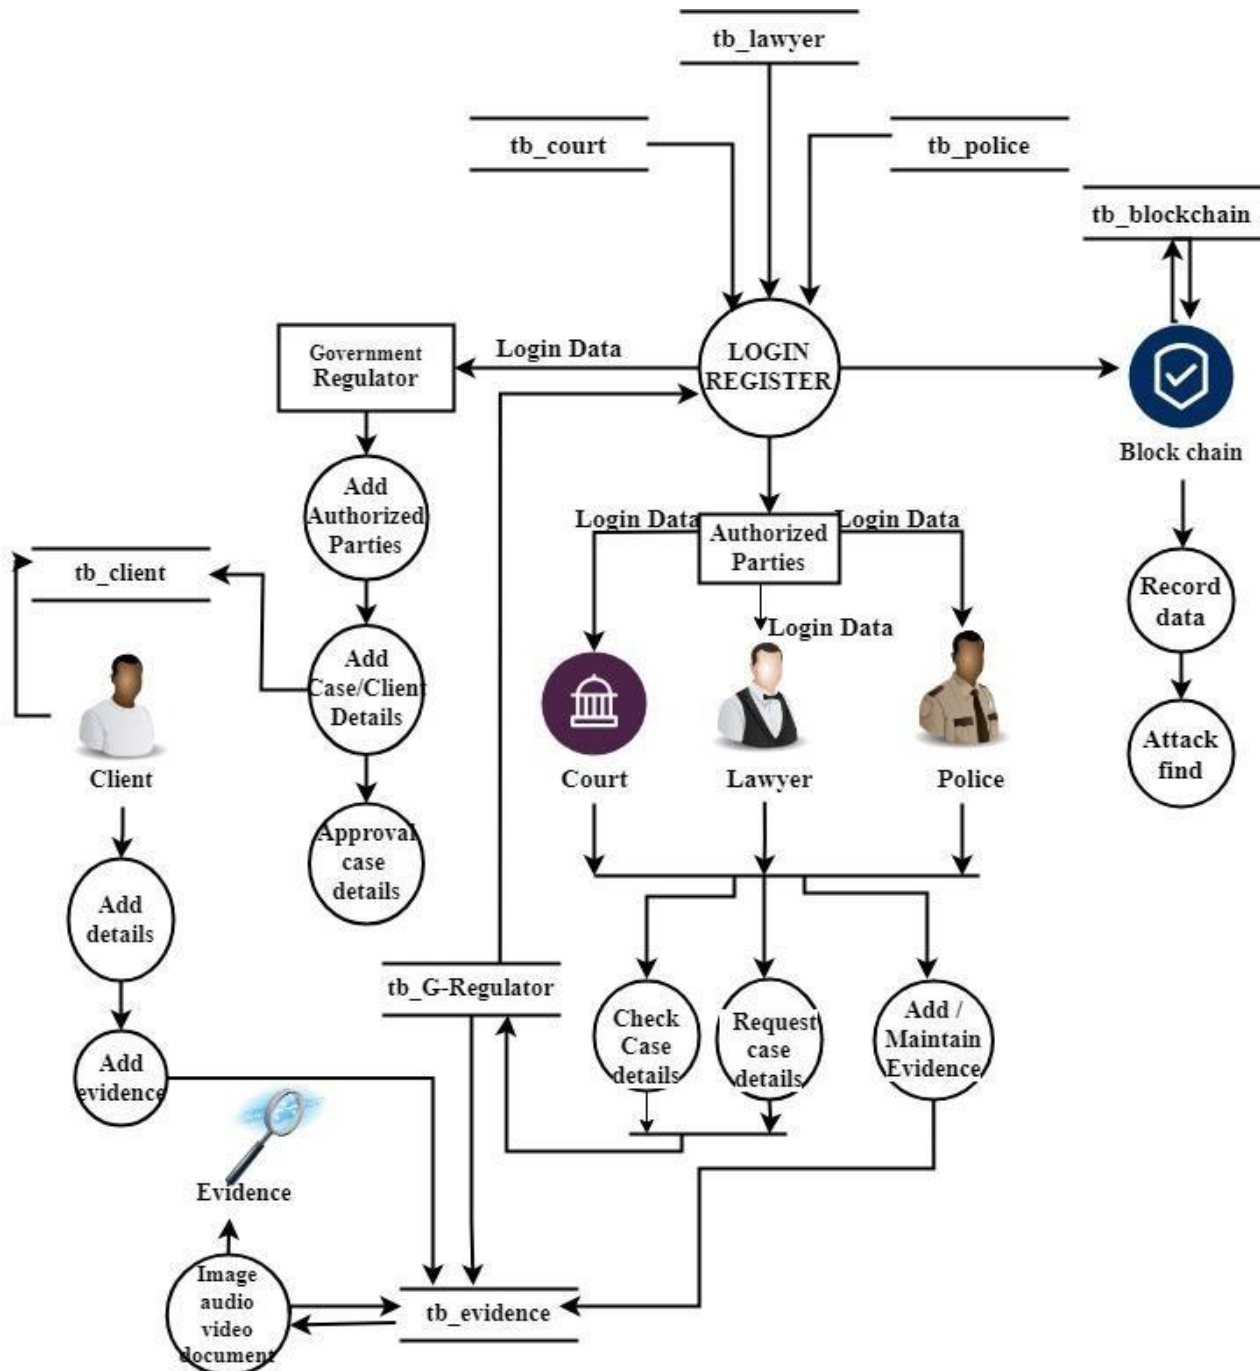 tb_lawyer
tb_court
tb_police
tb_blockchain
Government
Regulator
Login Data
LOGIN
REGISTER
Block chain
Add
Authorized
Parties
Login Data
Authorized
Parties
Login Data
Login Data
tb_client
Record
data
Add
Case/Client
Details
Attack
find
Client
Court
Lawyer
Police
Approval
case
details
Add
details
tb_G-Regulator
Check
Case
details
Request
case
details
Add /
Maintain
Evidence
Add
evidence
Evidence
Image
audio
video
document
tb_evidence